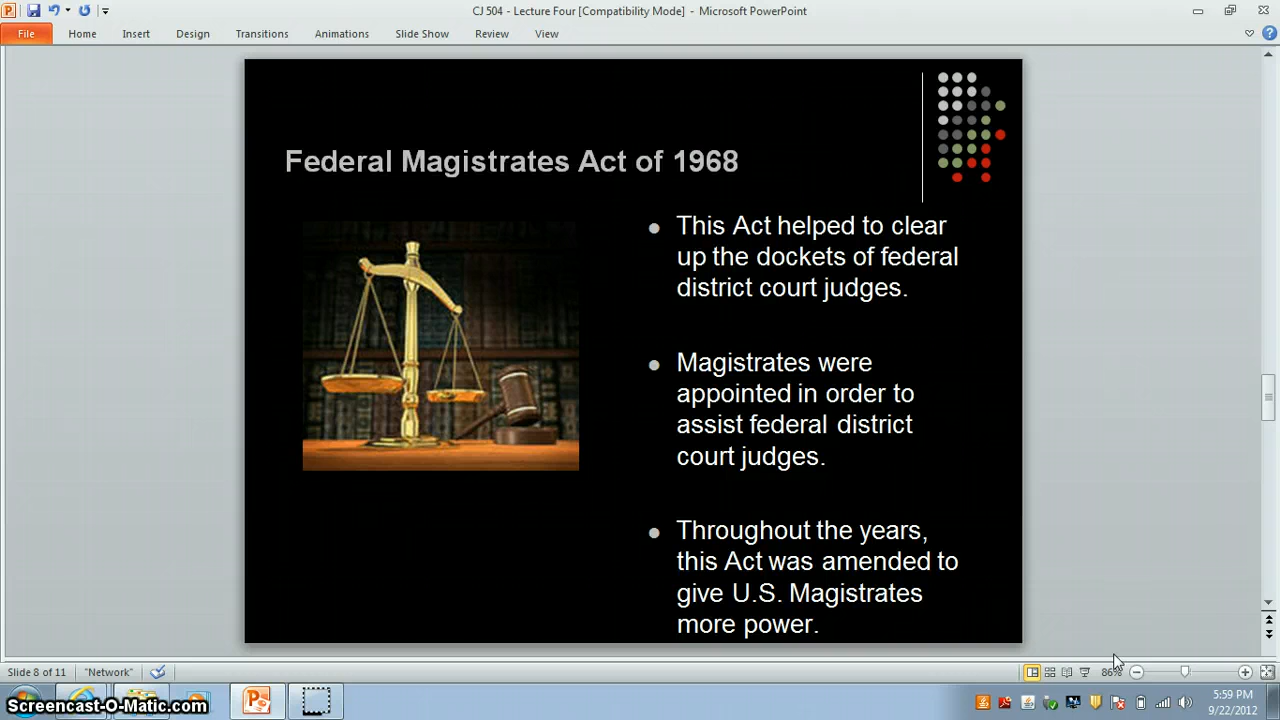 CJ 504 - Lecture Four [Compatibility Mode] - Microsoft PowerPoint
File Home Insert Design Transitions Animations Slide Show Review View
Federal Magistrates Act of 1968
This Act helped to clear
up the dockets of federal
district court judges.
Magistrates were
appointed in order to
assist federal district
court judges.
Throughout the years,
this Act was amended to
give U.S. Magistrates
more power.
Slide 8 of 11 "Network" 86%
Screencast-O-Matic.com
5:59 PM
9/22/2012